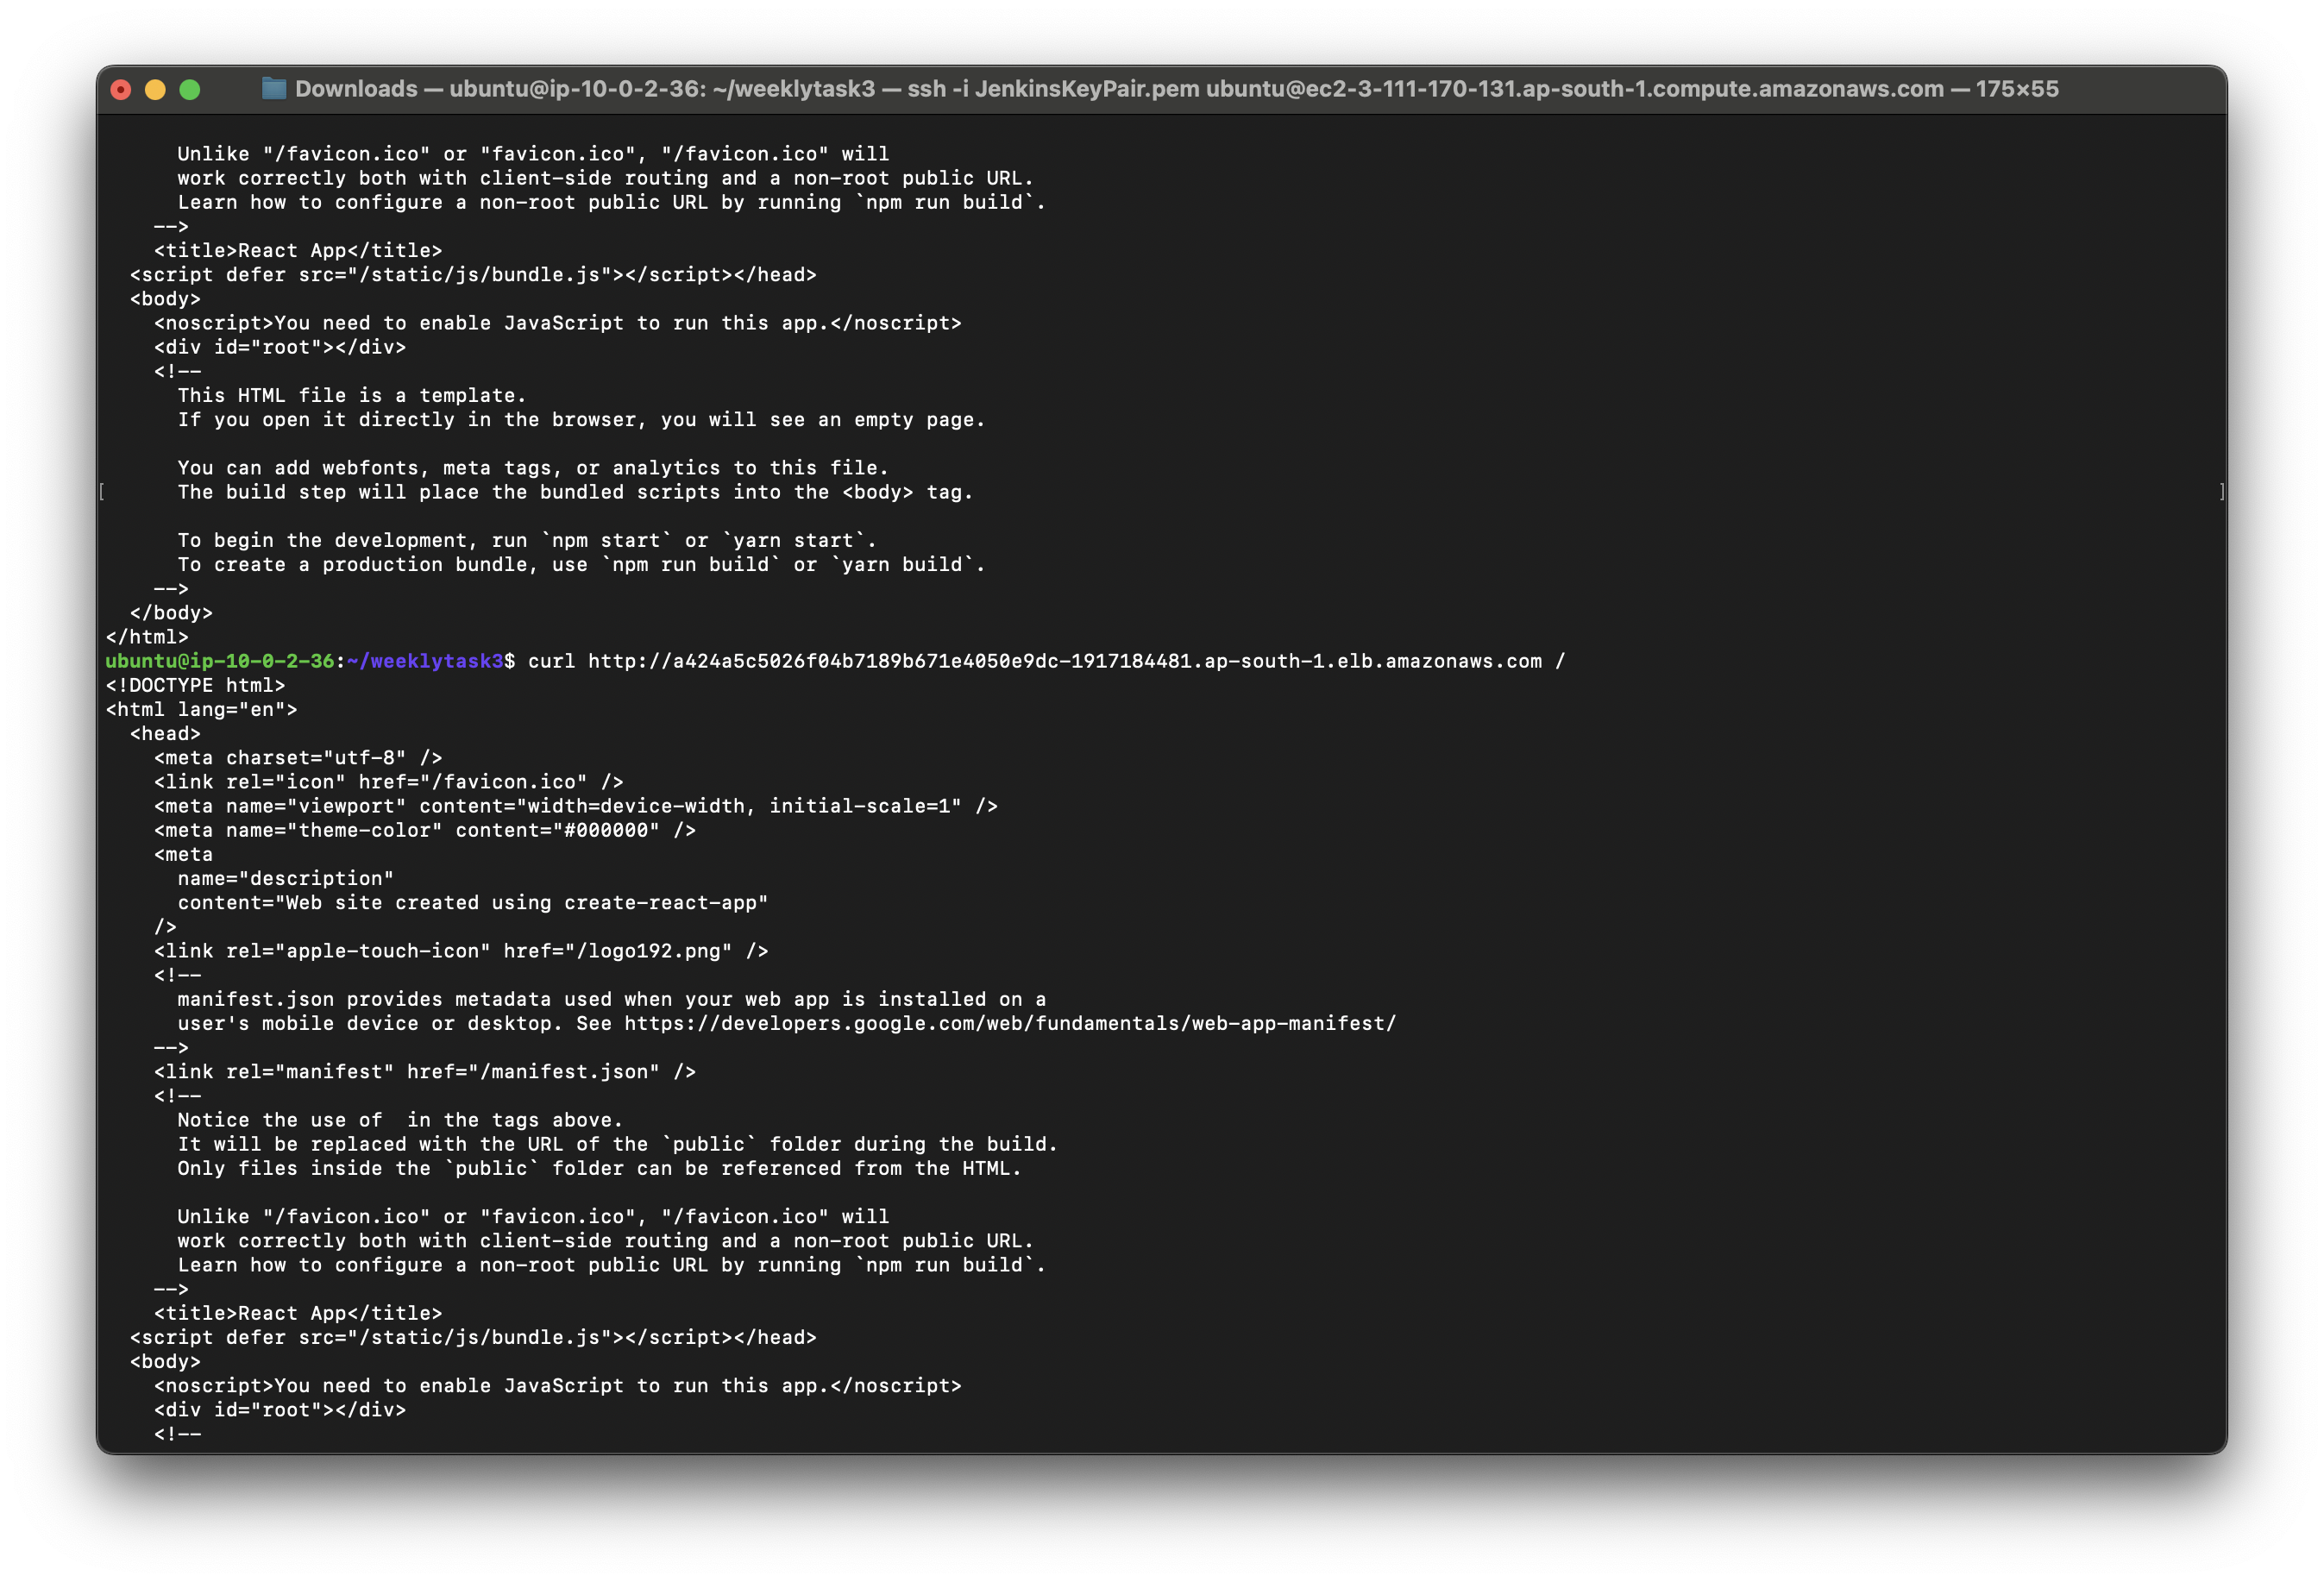 Downloads — ubuntu@ip-10-0-2-36: ~/weeklytask3 — ssh -i JenkinsKeyPair.pem ubuntu@ec2-3-111-170-131.ap-south-1.compute.amazonaws.com — 175×55
      Unlike "/favicon.ico" or "favicon.ico", "/favicon.ico" will
      work correctly both with client-side routing and a non-root public URL.
      Learn how to configure a non-root public URL by running `npm run build`.
    -->
    <title>React App</title>
  <script defer src="/static/js/bundle.js"></script></head>
  <body>
    <noscript>You need to enable JavaScript to run this app.</noscript>
    <div id="root"></div>
    <!--
      This HTML file is a template.
      If you open it directly in the browser, you will see an empty page.

      You can add webfonts, meta tags, or analytics to this file.
[      The build step will place the bundled scripts into the <body> tag. ]

      To begin the development, run `npm start` or `yarn start`.
      To create a production bundle, use `npm run build` or `yarn build`.
    -->
  </body>
</html>
ubuntu@ip-10-0-2-36:~/weeklytask3$ curl http://a424a5c5026f04b7189b671e4050e9dc-1917184481.ap-south-1.elb.amazonaws.com /
<!DOCTYPE html>
<html lang="en">
  <head>
    <meta charset="utf-8" />
    <link rel="icon" href="/favicon.ico" />
    <meta name="viewport" content="width=device-width, initial-scale=1" />
    <meta name="theme-color" content="#000000" />
    <meta
      name="description"
      content="Web site created using create-react-app"
    />
    <link rel="apple-touch-icon" href="/logo192.png" />
    <!--
      manifest.json provides metadata used when your web app is installed on a
      user's mobile device or desktop. See https://developers.google.com/web/fundamentals/web-app-manifest/
    -->
    <link rel="manifest" href="/manifest.json" />
    <!--
      Notice the use of  in the tags above.
      It will be replaced with the URL of the `public` folder during the build.
      Only files inside the `public` folder can be referenced from the HTML.

      Unlike "/favicon.ico" or "favicon.ico", "/favicon.ico" will
      work correctly both with client-side routing and a non-root public URL.
      Learn how to configure a non-root public URL by running `npm run build`.
    -->
    <title>React App</title>
  <script defer src="/static/js/bundle.js"></script></head>
  <body>
    <noscript>You need to enable JavaScript to run this app.</noscript>
    <div id="root"></div>
    <!--